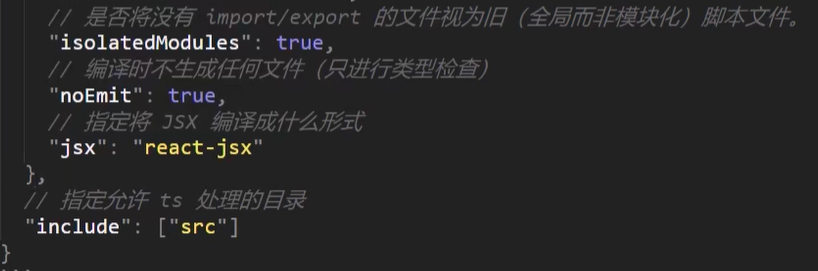 // 是否将没有 import/export 的文件视为旧（全局而非模块化）脚本文件。
"isolatedModules": true,
// 编译时不生成任何文件（只进行类型检查）
"noEmit": true,
// 指定将 JSX 编译成什么形式
"jsx": "react-jsx"
},
// 指定允许 ts 处理的目录
"include": ["src"]
}